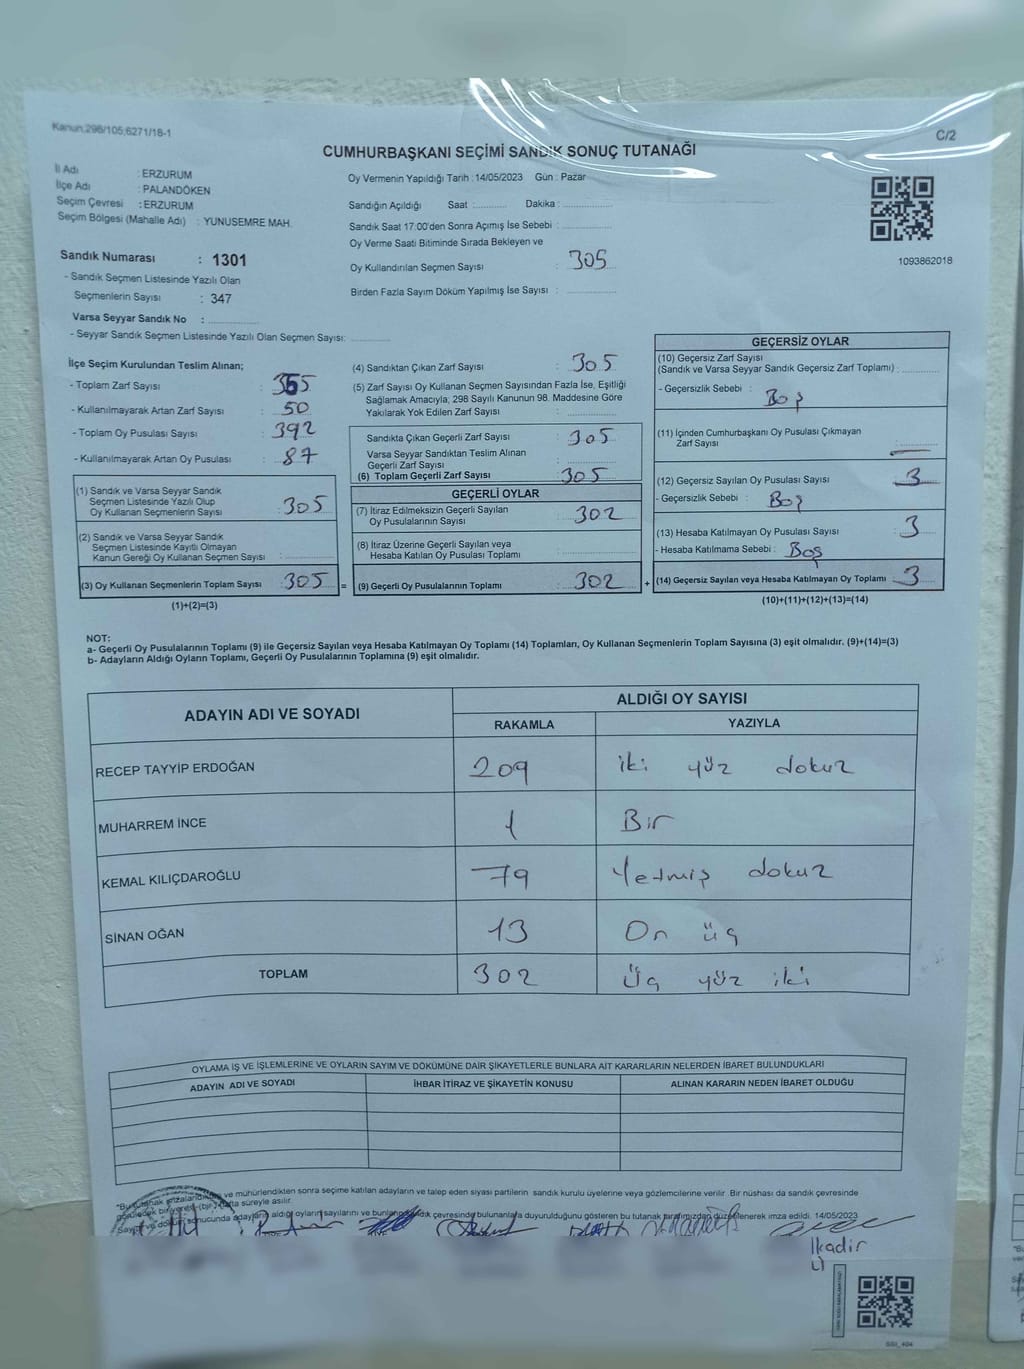 Kanun;298/105,6271/18-1
C/2
CUMHURBAŞKANI SEÇİMİ SANDIK SONUÇ TUTANAĞI
İl Adı : ERZURUM
İlçe Adı : PALANDÖKEN
Seçim Çevresi : ERZURUM
Seçim Bölgesi (Mahalle Adı) : YUNUSEMRE MAH.
Oy Vermenin Yapıldığı Tarih : 14/05/2023 Gün : Pazar
Sandığın Açıldığı Saat : Dakika :
Sandık Saat 17:00'den Sonra Açımış İse Sebebi :
Oy Verme Saati Bitiminde Sırada Bekleyen ve
Oy Kullandırılan Seçmen Sayısı : 305
Birden Fazla Sayım Döküm Yapılmış İse Sayısı :
1093862018
Sandık Numarası : 1301
- Sandık Seçmen Listesinde Yazılı Olan
Seçmenlerin Sayısı : 347
Varsa Seyyar Sandık No :
- Seyyar Sandık Seçmen Listesinde Yazılı Olan Seçmen Sayısı:
İlçe Seçim Kurulundan Teslim Alınan;
- Toplam Zarf Sayısı : 355
- Kullanılmayarak Artan Zarf Sayısı : 50
- Toplam Oy Pusulası Sayısı : 392
- Kullanılmayarak Artan Oy Pusulası : 87
(1) Sandık ve Varsa Seyyar Sandık
Seçmen Listesinde Yazılı Olup
Oy Kullanan Seçmenlerin Sayısı : 305
(2) Sandık ve Varsa Seyyar Sandık
Seçmen Listesinde Kayıtlı Olmayan
Kanun Gereği Oy Kullanan Seçmen Sayısı :
(3) Oy Kullanan Seçmenlerin Toplam Sayısı : 305 =
(1)+(2)=(3)
(4) Sandıktan Çıkan Zarf Sayısı : 305
(5) Zarf Sayısı Oy Kullanan Seçmen Sayısından Fazla İse, Eşitliği
Sağlamak Amacıyla, 298 Sayılı Kanunun 98. Maddesine Göre
Yakılarak Yok Edilen Zarf Sayısı :
Sandıkta Çıkan Geçerli Zarf Sayısı : 305
Varsa Seyyar Sandıktan Teslim Alınan
Geçerli Zarf Sayısı :
(6) Toplam Geçerli Zarf Sayısı : 305
GEÇERLİ OYLAR
(7) İtiraz Edilmeksizin Geçerli Sayılan
Oy Pusulalarının Sayısı : 302
(8) İtiraz Üzerine Geçerli Sayılan veya
Hesaba Katılan Oy Pusulası Toplamı :
(9) Geçerli Oy Pusulalarının Toplamı : 302 +
GEÇERSİZ OYLAR
(10) Geçersiz Zarf Sayısı
(Sandık ve Varsa Seyyar Sandık Geçersiz Zarf Toplamı) :
- Geçersizlik Sebebi : Boş
(11) İçinden Cumhurbaşkanı Oy Pusulası Çıkmayan
Zarf Sayısı : —
(12) Geçersiz Sayılan Oy Pusulası Sayısı : 3
- Geçersizlik Sebebi : Boş
(13) Hesaba Katılmayan Oy Pusulası Sayısı : 3
- Hesaba Katılmama Sebebi : Boş
(14) Geçersiz Sayılan veya Hesaba Katılmayan Oy Toplamı : 3
(10)+(11)+(12)+(13)=(14)
NOT:
a- Geçerli Oy Pusulalarının Toplamı (9) ile Geçersiz Sayılan veya Hesaba Katılmayan Oy Toplamı (14) Toplamları, Oy Kullanan Seçmenlerin Toplam Sayısına (3) eşit olmalıdır. (9)+(14)=(3)
b- Adayların Aldığı Oyların Toplamı, Geçerli Oy Pusulalarının Toplamına (9) eşit olmalıdır.
ADAYIN ADI VE SOYADI
ALDIĞI OY SAYISI
RAKAMLA YAZIYLA
RECEP TAYYİP ERDOĞAN 209 iki yüz dokuz
MUHARREM İNCE 1 Bir
KEMAL KILIÇDAROĞLU 79 Yetmiş dokuz
SİNAN OĞAN 13 On üç
TOPLAM 302 Üç yüz iki
OYLAMA İŞ VE İŞLEMLERİNE VE OYLARIN SAYIM VE DÖKÜMÜNE DAİR ŞİKAYETLERLE BUNLARA AİT KARARLARIN NELERDEN İBARET BULUNDUKLARI
ADAYIN ADI VE SOYADI İHBAR İTİRAZ VE ŞİKAYETİN KONUSU ALINAN KARARIN NEDEN İBARET OLDUĞU
ve mühürlendikten sonra seçime katılan adayların ve talep eden siyasi partilerin sandık kurulu üyelerine veya gözlemcilerine verilir. Bir nüshası da sandık çevresinde
süreyle asılır.
sonucunda adayların aldığı oyların sayılarını ve bunların çevresinde bulunanlara duyurulduğunu gösteren bu tutanak tarafımızdan düzenlenerek imza edildi. 14/05/2023